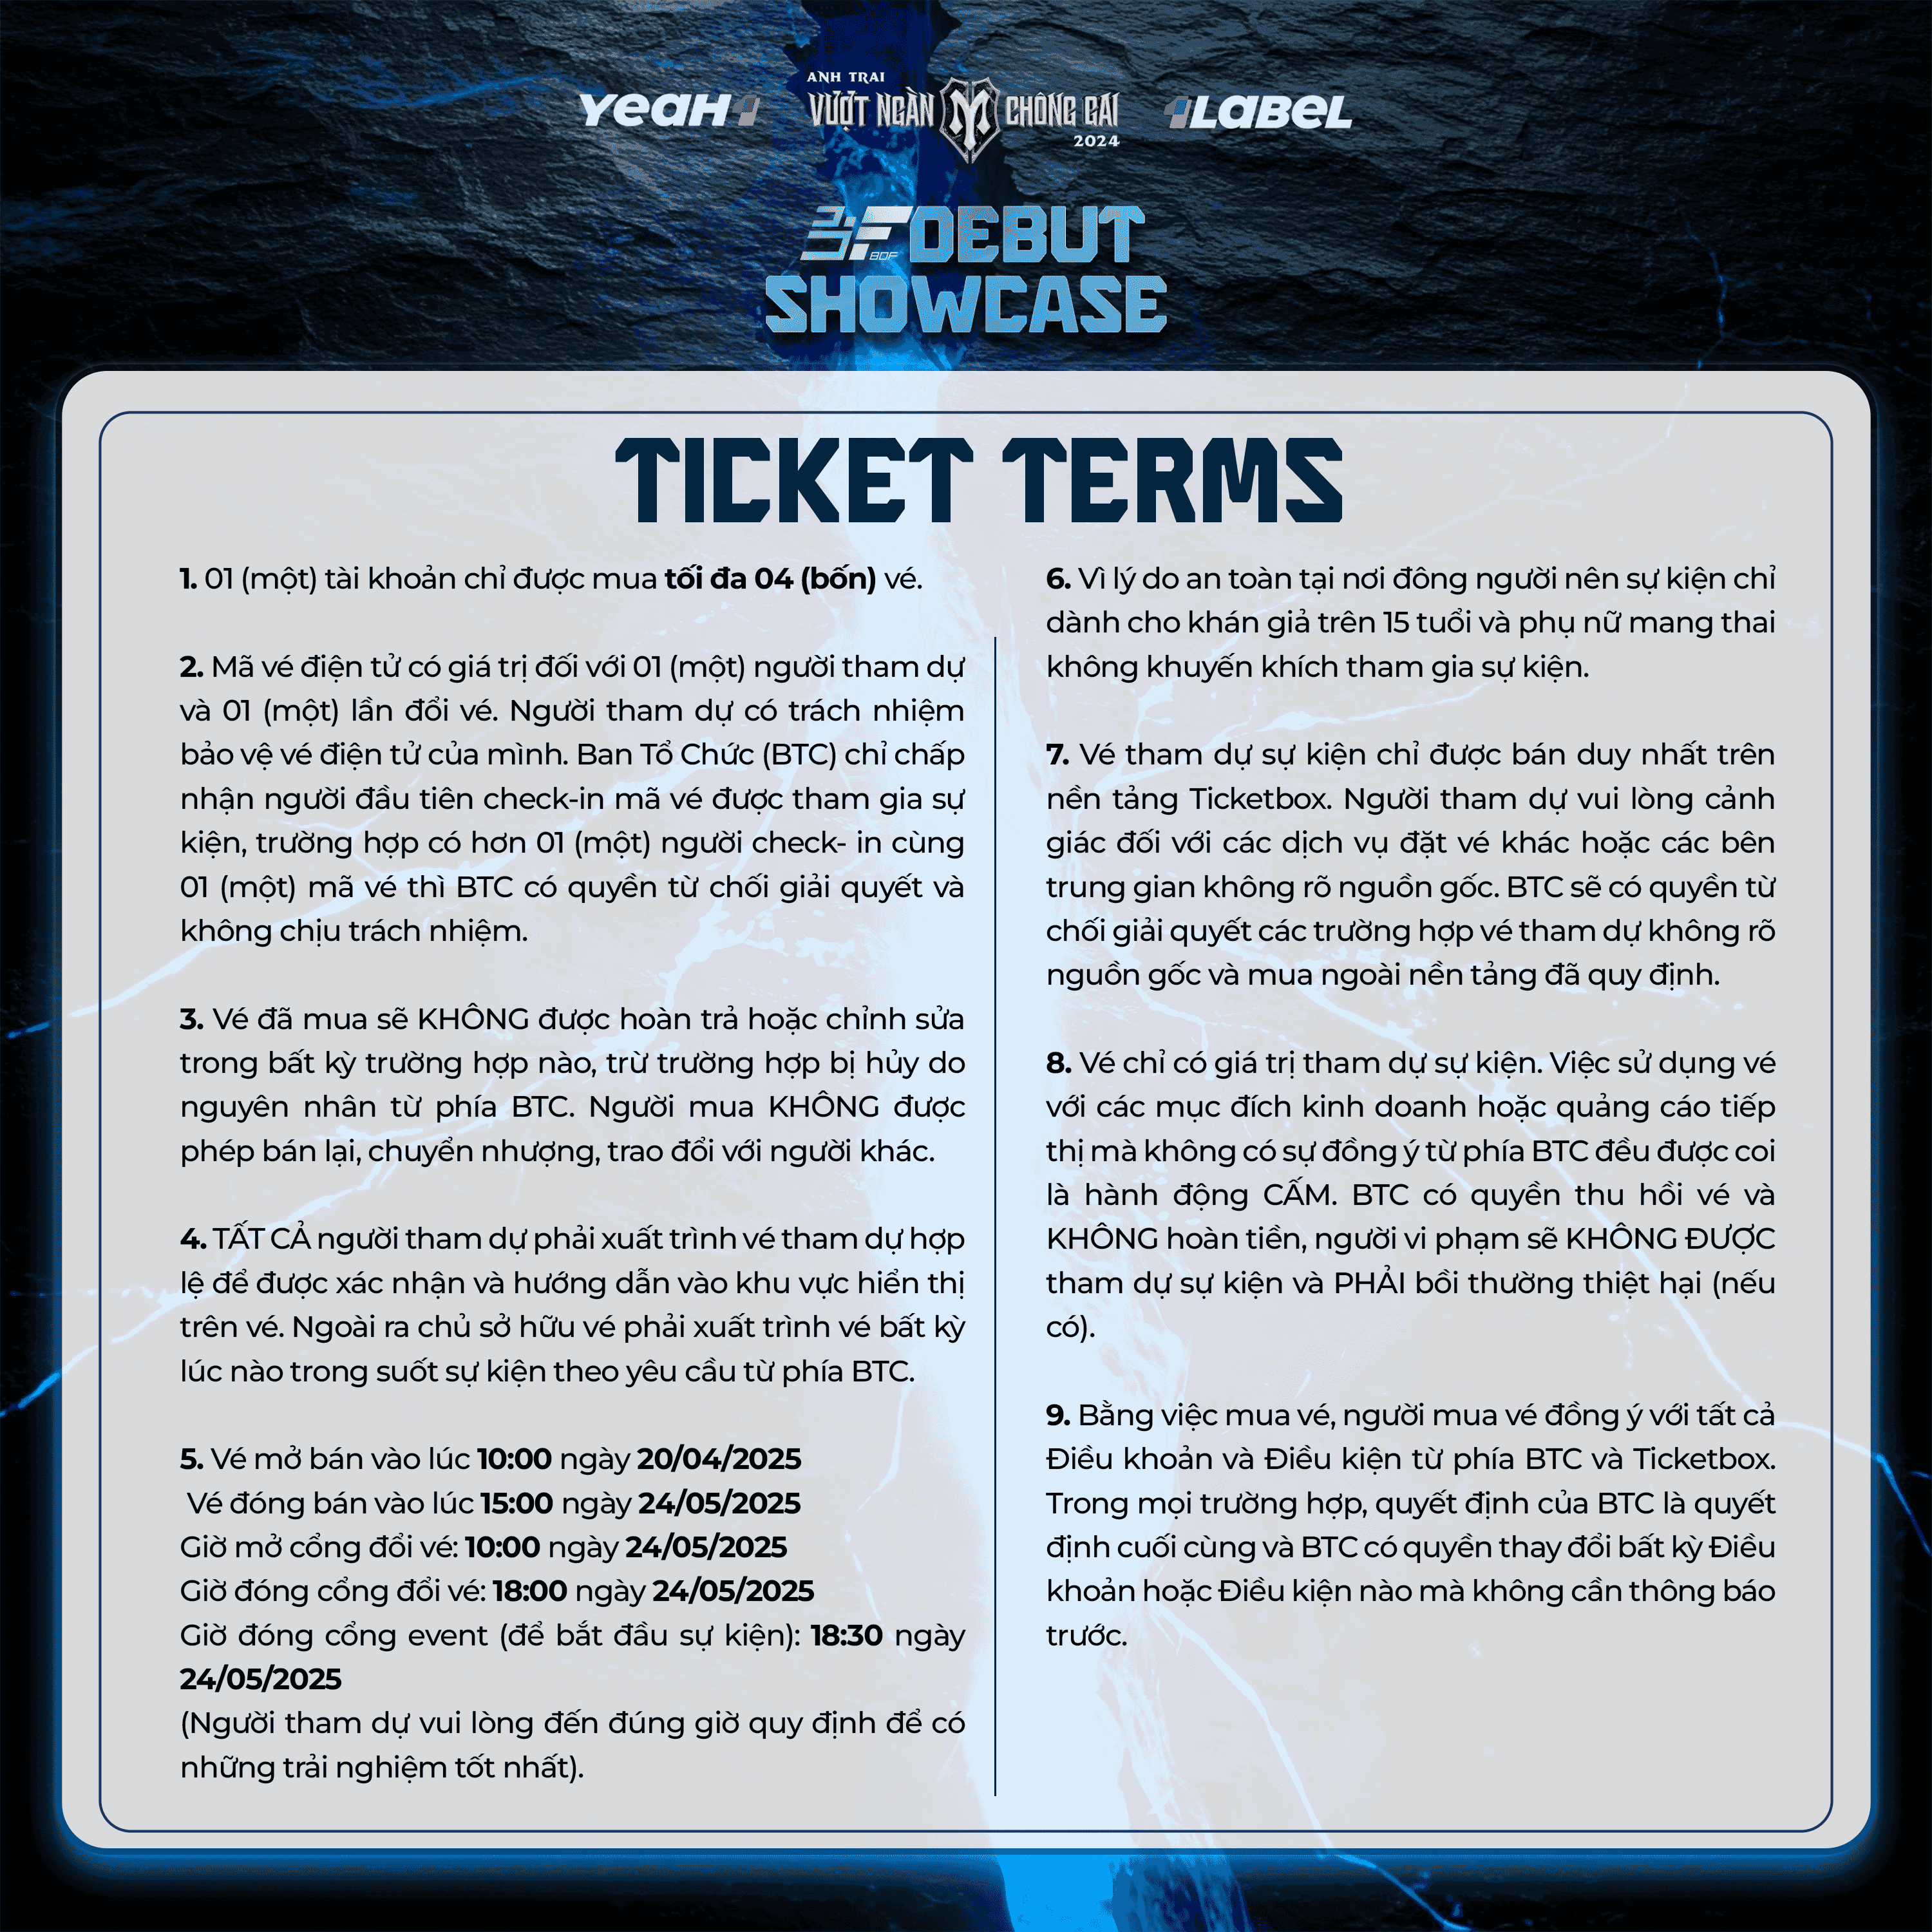 YEAH1
ANH TRAI
VƯỢT NGÀN CHÔNG GAI
2024
1LABEL
BOF DEBUT
SHOWCASE
TICKET TERMS
1. 01 (một) tài khoản chỉ được mua tối đa 04 (bốn) vé.
2. Mã vé điện tử có giá trị đối với 01 (một) người tham dự
và 01 (một) lần đổi vé. Người tham dự có trách nhiệm
bảo vệ vé điện tử của mình. Ban Tổ Chức (BTC) chỉ chấp
nhận người đầu tiên check-in mã vé được tham gia sự
kiện, trường hợp có hơn 01 (một) người check- in cùng
01 (một) mã vé thì BTC có quyền từ chối giải quyết và
không chịu trách nhiệm.
3. Vé đã mua sẽ KHÔNG được hoàn trả hoặc chỉnh sửa
trong bất kỳ trường hợp nào, trừ trường hợp bị hủy do
nguyên nhân từ phía BTC. Người mua KHÔNG được
phép bán lại, chuyển nhượng, trao đổi với người khác.
4. TẤT CẢ người tham dự phải xuất trình vé tham dự hợp
lệ để được xác nhận và hướng dẫn vào khu vực hiển thị
trên vé. Ngoài ra chủ sở hữu vé phải xuất trình vé bất kỳ
lúc nào trong suốt sự kiện theo yêu cầu từ phía BTC.
5. Vé mở bán vào lúc 10:00 ngày 20/04/2025
Vé đóng bán vào lúc 15:00 ngày 24/05/2025
Giờ mở cổng đổi vé: 10:00 ngày 24/05/2025
Giờ đóng cổng đổi vé: 18:00 ngày 24/05/2025
Giờ đóng cổng event (để bắt đầu sự kiện): 18:30 ngày
24/05/2025
(Người tham dự vui lòng đến đúng giờ quy định để có
những trải nghiệm tốt nhất).
6. Vì lý do an toàn tại nơi đông người nên sự kiện chỉ
dành cho khán giả trên 15 tuổi và phụ nữ mang thai
không khuyến khích tham gia sự kiện.
7. Vé tham dự sự kiện chỉ được bán duy nhất trên
nền tảng Ticketbox. Người tham dự vui lòng cảnh
giác đối với các dịch vụ đặt vé khác hoặc các bên
trung gian không rõ nguồn gốc. BTC sẽ có quyền từ
chối giải quyết các trường hợp vé tham dự không rõ
nguồn gốc và mua ngoài nền tảng đã quy định.
8. Vé chỉ có giá trị tham dự sự kiện. Việc sử dụng vé
với các mục đích kinh doanh hoặc quảng cáo tiếp
thị mà không có sự đồng ý từ phía BTC đều được coi
là hành động CẤM. BTC có quyền thu hồi vé và
KHÔNG hoàn tiền, người vi phạm sẽ KHÔNG ĐƯỢC
tham dự sự kiện và PHẢI bồi thường thiệt hại (nếu
có).
9. Bằng việc mua vé, người mua vé đồng ý với tất cả
Điều khoản và Điều kiện từ phía BTC và Ticketbox.
Trong mọi trường hợp, quyết định của BTC là quyết
định cuối cùng và BTC có quyền thay đổi bất kỳ Điều
khoản hoặc Điều kiện nào mà không cần thông báo
trước.